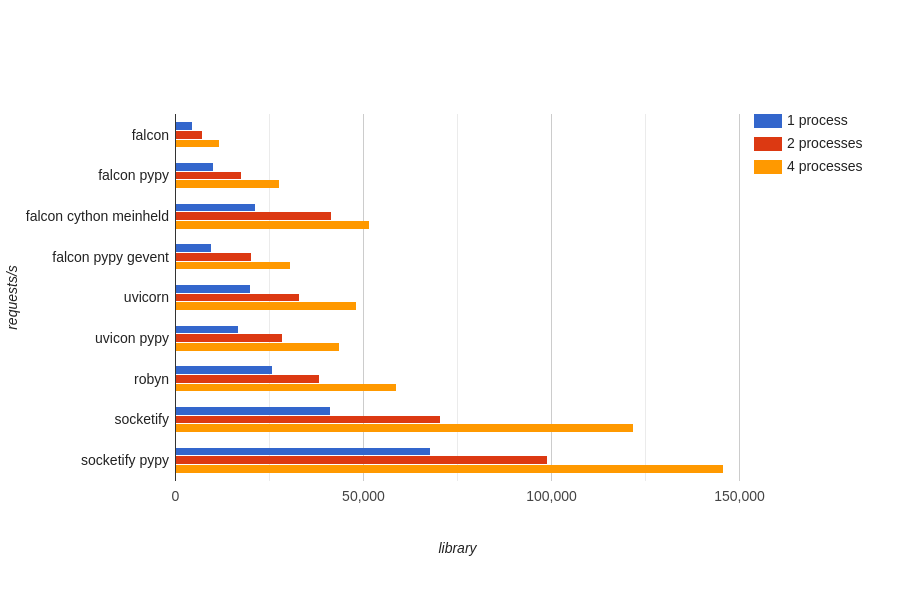 1 process
2 processes
4 processes
falcon
falcon pypy
falcon cython meinheld
falcon pypy gevent
uvicorn
uvicon pypy
robyn
socketify
socketify pypy
requests/s
0
50,000
100,000
150,000
library